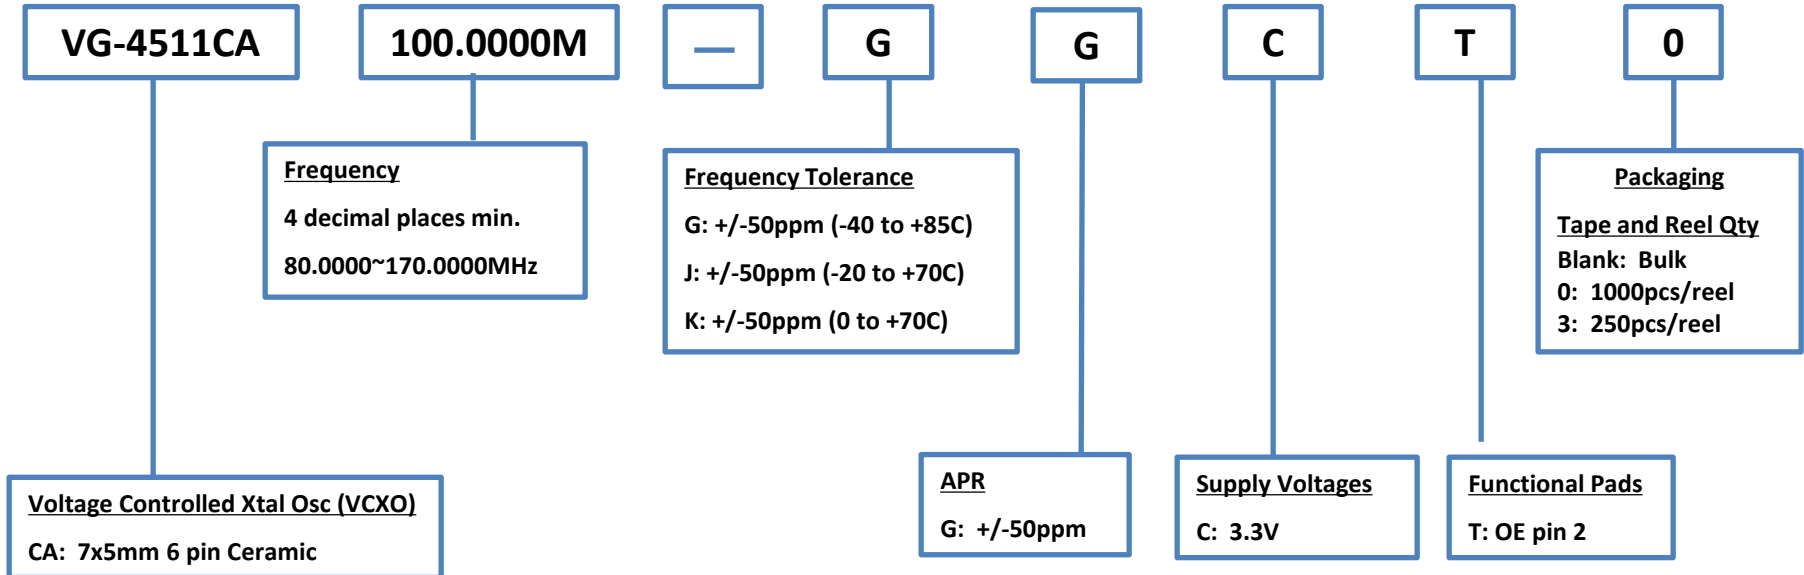 VG-4511CA 100.0000M — G G C T 0
Frequency
4 decimal places min.
80.0000~170.0000MHz
Frequency Tolerance
G: +/-50ppm (-40 to +85C)
J: +/-50ppm (-20 to +70C)
K: +/-50ppm (0 to +70C)
Packaging
Tape and Reel Qty
Blank: Bulk
0: 1000pcs/reel
3: 250pcs/reel
Voltage Controlled Xtal Osc (VCXO)
CA: 7x5mm 6 pin Ceramic
APR
G: +/-50ppm
Supply Voltages
C: 3.3V
Functional Pads
T: OE pin 2